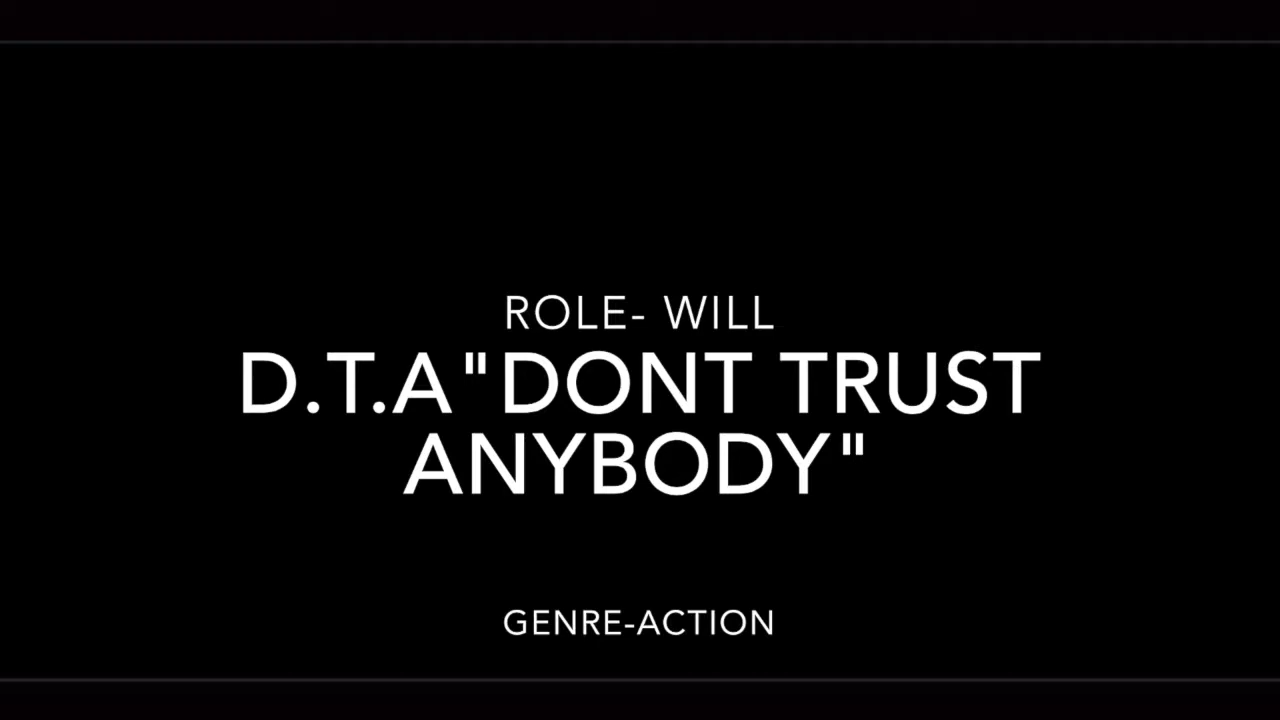 ROLE- WILL
D.T.A"DONT TRUST
ANYBODY"
GENRE-ACTION